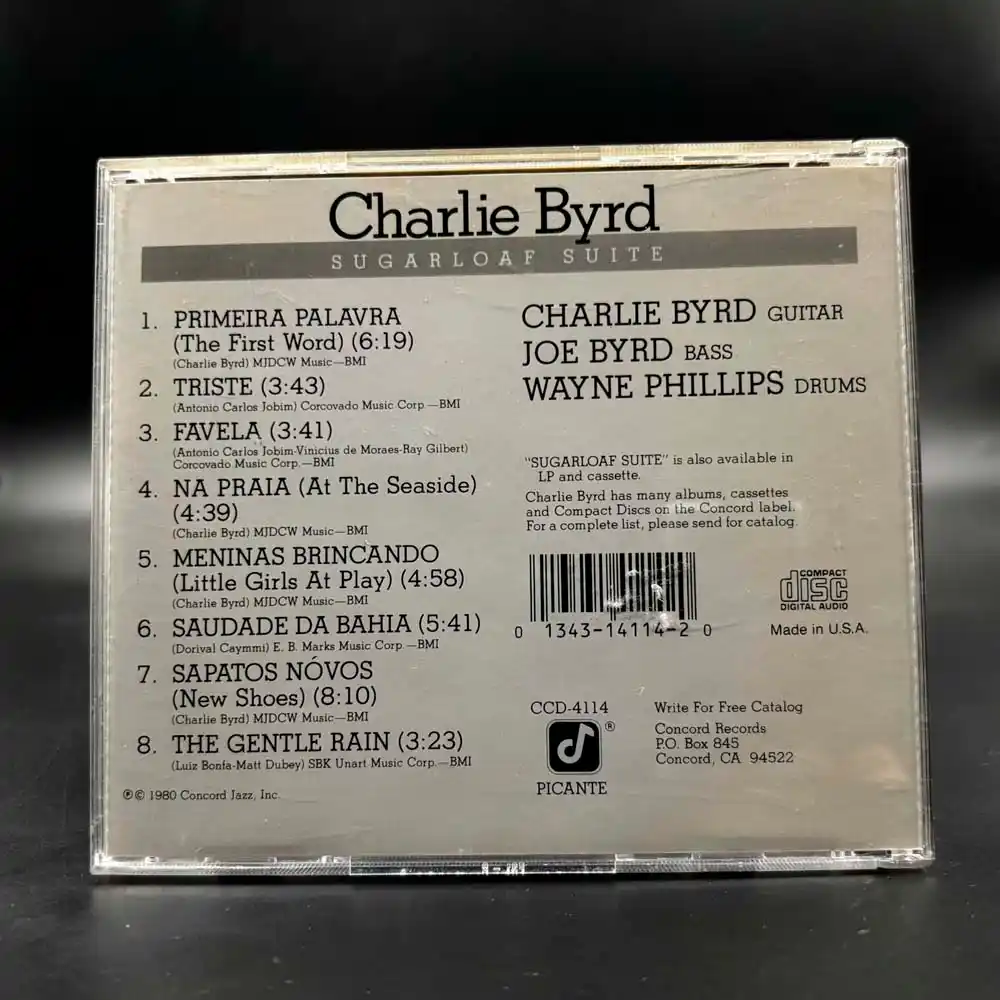 Charlie Byrd
SUGARLOAF SUITE
1. PRIMEIRA PALAVRA
(The First Word) (6:19)
(Charlie Byrd) MJDCW Music—BMI
2. TRISTE (3:43)
(Antonio Carlos Jobim) Corcovado Music Corp.—BMI
3. FAVELA (3:41)
(Antonio Carlos Jobim-Vinicius de Moraes-Ray Gilbert)
Corcovado Music Corp.—BMI
4. NA PRAIA (At The Seaside)
(4:39)
(Charlie Byrd) MJDCW Music—BMI
5. MENINAS BRINCANDO
(Little Girls At Play) (4:58)
(Charlie Byrd) MJDCW Music—BMI
6. SAUDADE DA BAHIA (5:41)
(Dorival Caymmi) E. B. Marks Music Corp.—BMI
7. SAPATOS NÓVOS
(New Shoes) (8:10)
(Charlie Byrd) MJDCW Music—BMI
8. THE GENTLE RAIN (3:23)
(Luiz Bonfa-Matt Dubey) SBK Unart Music Corp.—BMI
℗© 1980 Concord Jazz, Inc.
CHARLIE BYRD GUITAR
JOE BYRD BASS
WAYNE PHILLIPS DRUMS
"SUGARLOAF SUITE" is also available in
LP and cassette.
Charlie Byrd has many albums, cassettes
and Compact Discs on the Concord label.
For a complete list, please send for catalog.
0 1343-14114-2 0
COMPACT
disc
DIGITAL AUDIO
Made in U.S.A.
CCD-4114
®
PICANTE
Write For Free Catalog
Concord Records
P.O. Box 845
Concord, CA 94522